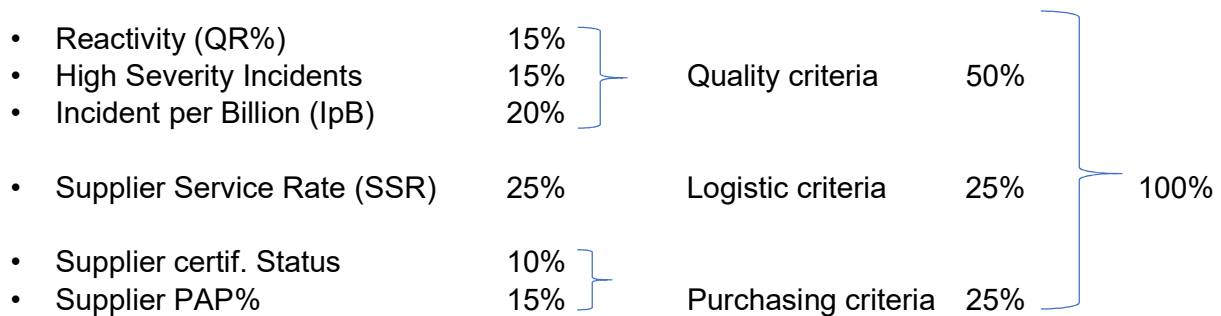 • Reactivity (QR%) 15%
• High Severity Incidents 15% Quality criteria 50%
• Incident per Billion (IpB) 20%
• Supplier Service Rate (SSR) 25% Logistic criteria 25% 100%
• Supplier certif. Status 10%
• Supplier PAP% 15% Purchasing criteria 25%